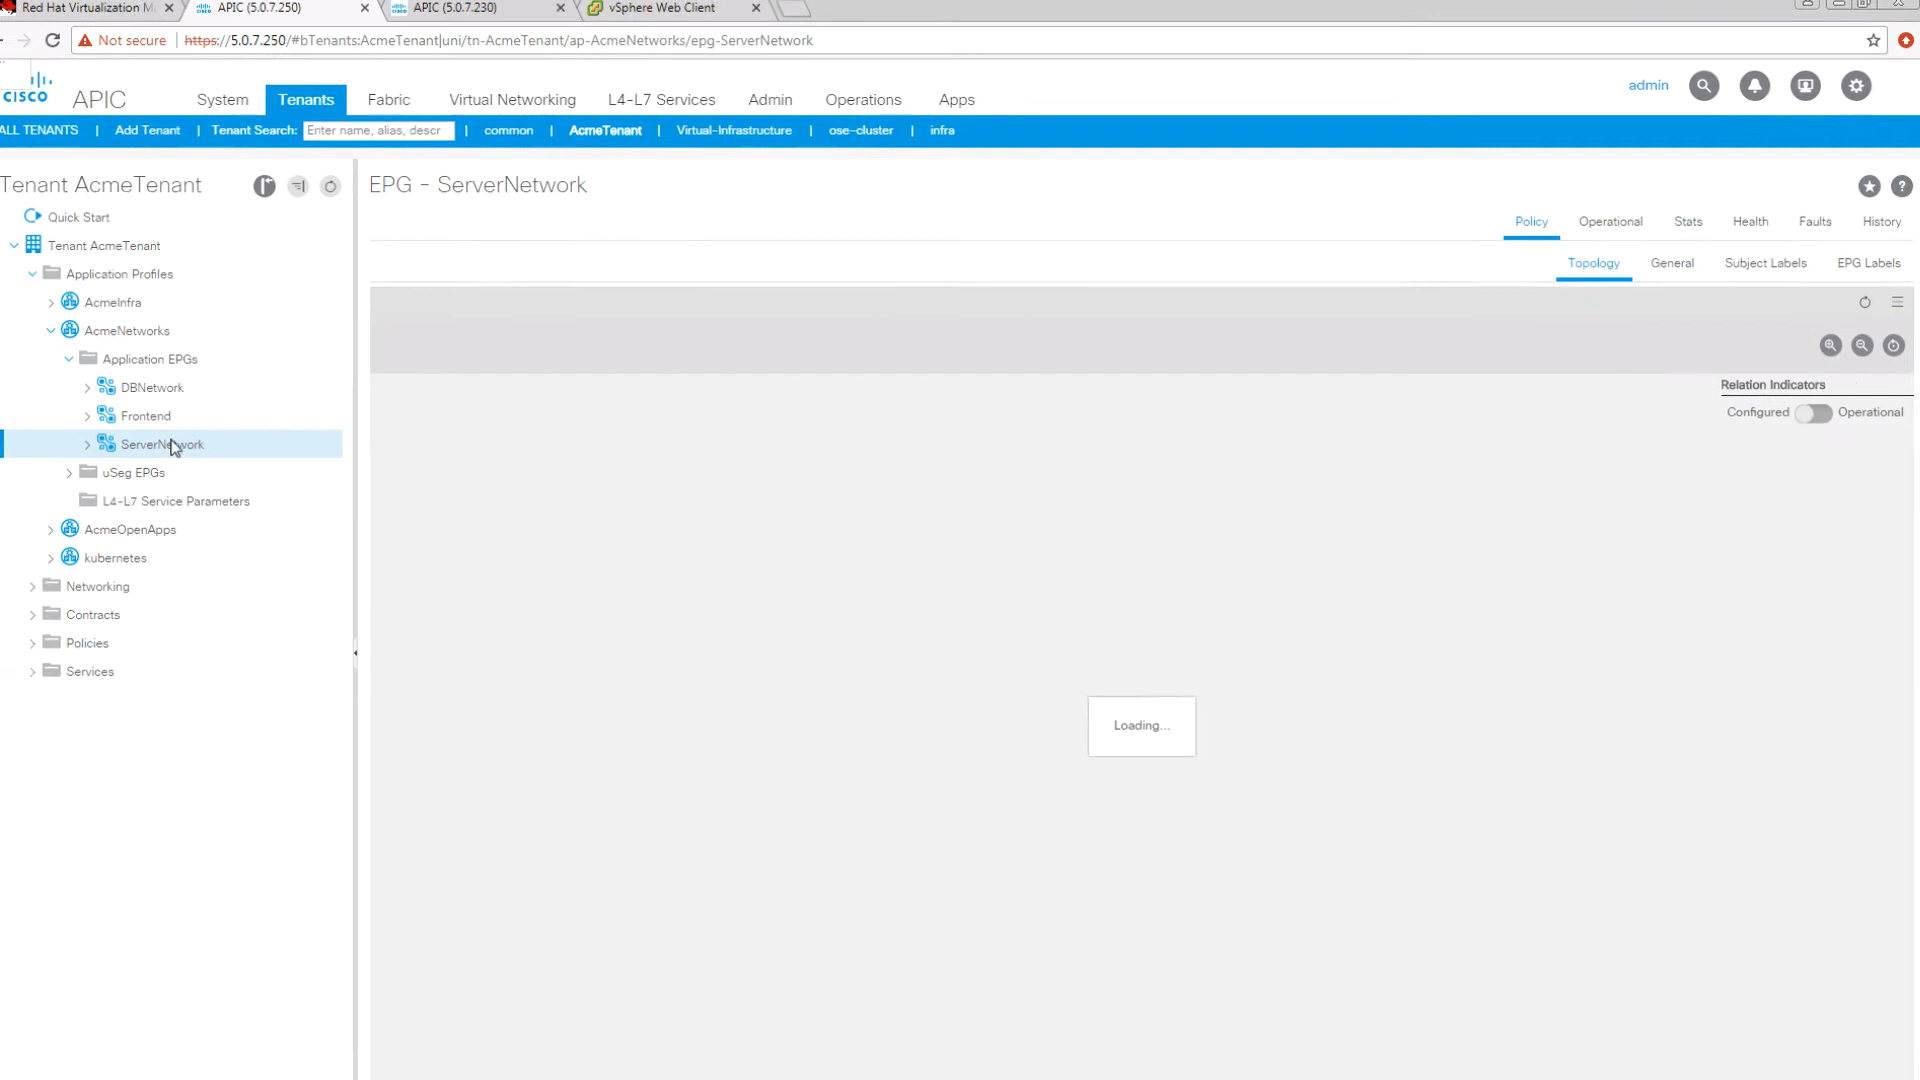 Red Hat Virtualization M
APIC (5.0.7.250)
APIC (5.0.7.230)
vSphere Web Client
Not secure
https://5.0.7.250/#bTenants:AcmeTenant|uni/tn-AcmeTenant/ap-AcmeNetworks/epg-ServerNetwork
CISCO
APIC
System
Tenants
Fabric
Virtual Networking
L4-L7 Services
Admin
Operations
Apps
admin
ALL TENANTS | Add Tenant | Tenant Search: Enter name, alias, descr | common | AcmeTenant | Virtual-Infrastructure | ose-cluster | infra
Tenant AcmeTenant
Quick Start
Tenant AcmeTenant
Application Profiles
AcmeInfra
AcmeNetworks
Application EPGs
DBNetwork
Frontend
ServerNetwork
uSeg EPGs
L4-L7 Service Parameters
AcmeOpenApps
kubernetes
Networking
Contracts
Policies
Services
EPG - ServerNetwork
Policy
Operational
Stats
Health
Faults
History
Topology
General
Subject Labels
EPG Labels
Relation Indicators
Configured
Operational
Loading...